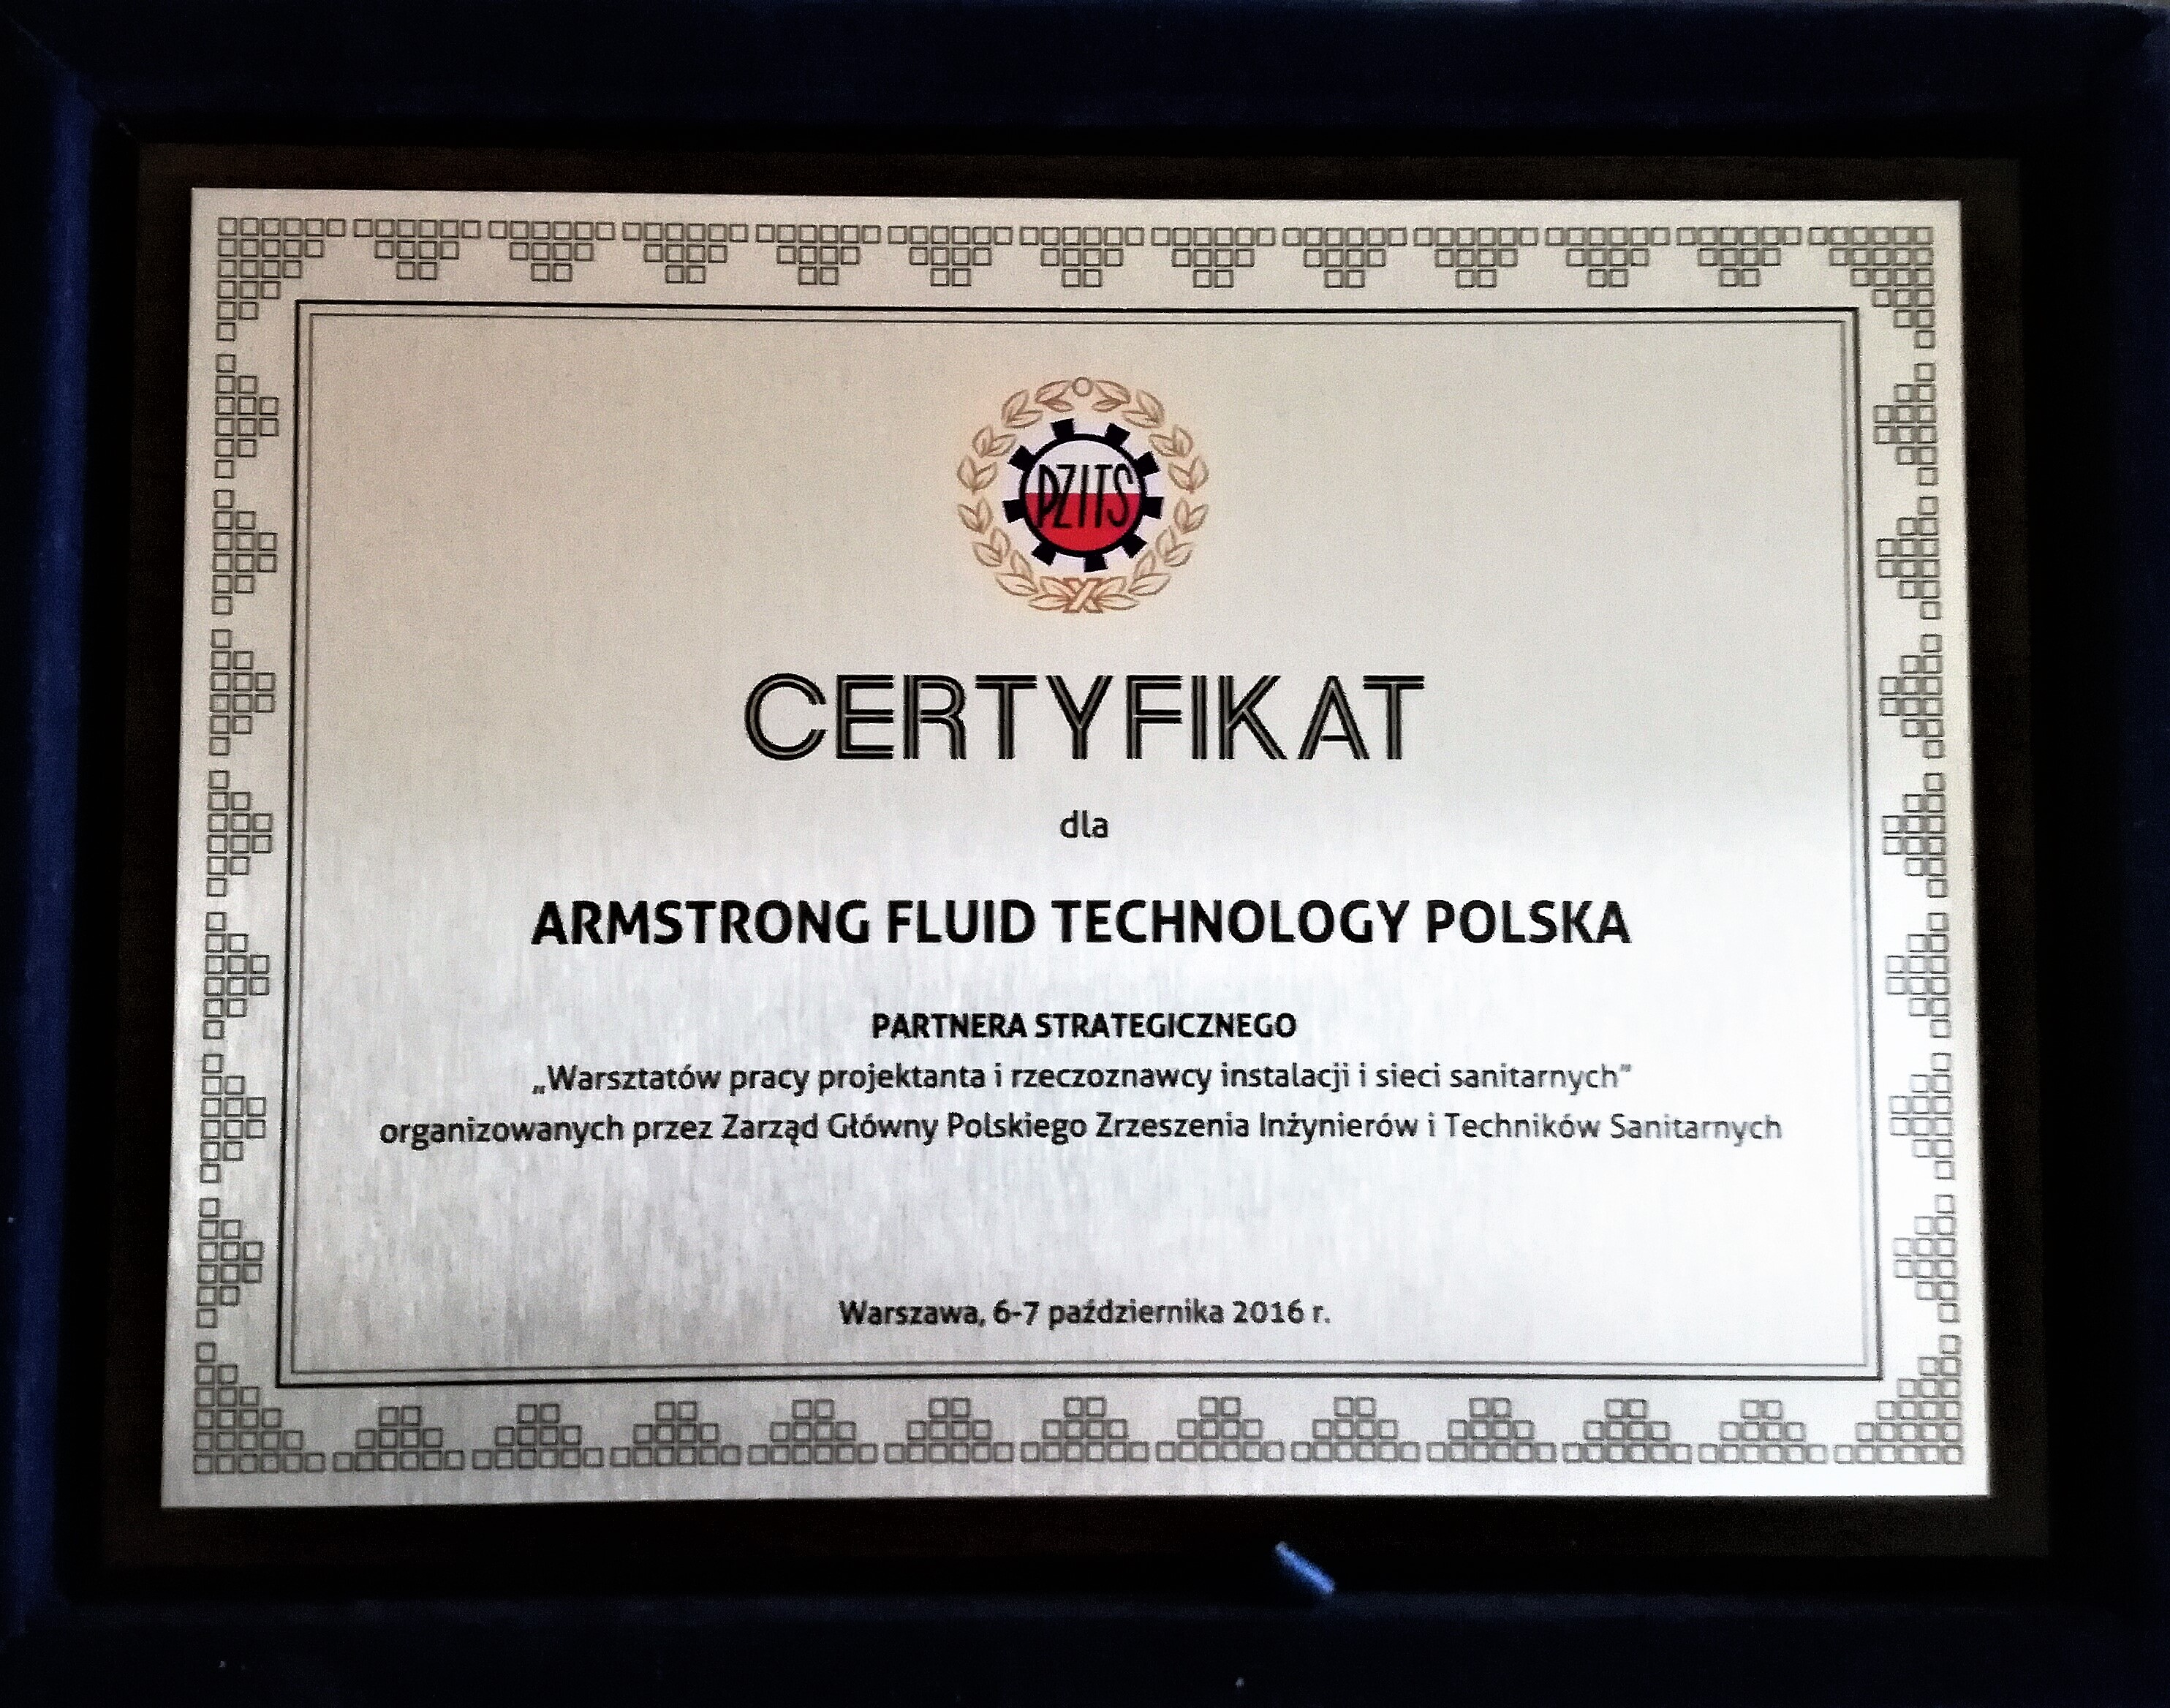 PZITS
CERTYFIKAT
dla
ARMSTRONG FLUID TECHNOLOGY POLSKA
PARTNERA STRATEGICZNEGO
„Warsztatów pracy projektanta i rzeczoznawcy instalacji i sieci sanitarnych”
organizowanych przez Zarząd Główny Polskiego Zrzeszenia Inżynierów i Techników Sanitarnych
Warszawa, 6-7 października 2016 r.